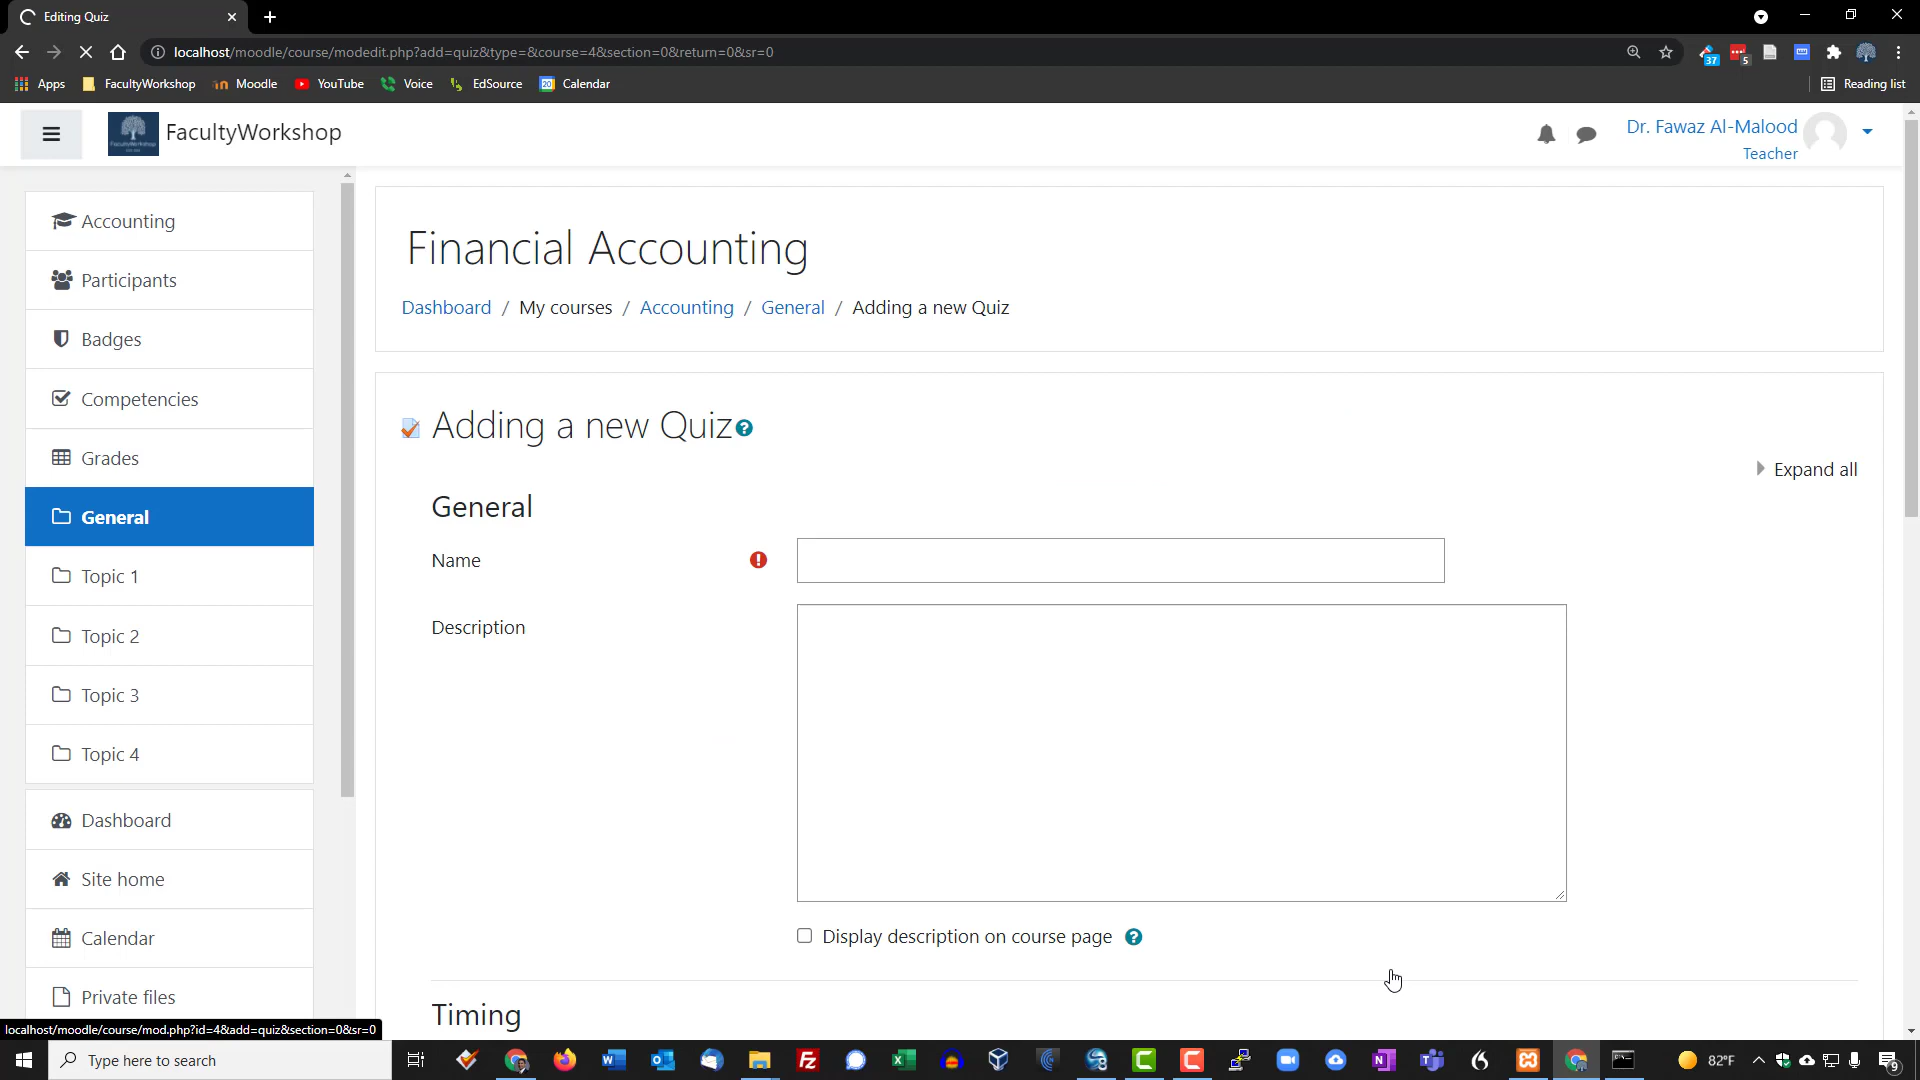 Editing Quiz
localhost/moodle/course/modedit.php?add=quiz&type=&course=4&section=0&return=0&sr=0
37
5
Apps
FacultyWorkshop
Moodle
YouTube
Voice
EdSource
20
Calendar
Reading list
FacultyWorkshop
Dr. Fawaz Al-Malood
Teacher
Accounting
Participants
Badges
Competencies
Grades
General
Topic 1
Topic 2
Topic 3
Topic 4
Dashboard
Site home
Calendar
Private files
Financial Accounting
Dashboard / My courses / Accounting / General / Adding a new Quiz
Adding a new Quiz
Expand all
General
Name
Description
Display description on course page
Timing
localhost/moodle/course/mod.php?id=4&add=quiz&section=0&sr=0
Type here to search
82°F
9